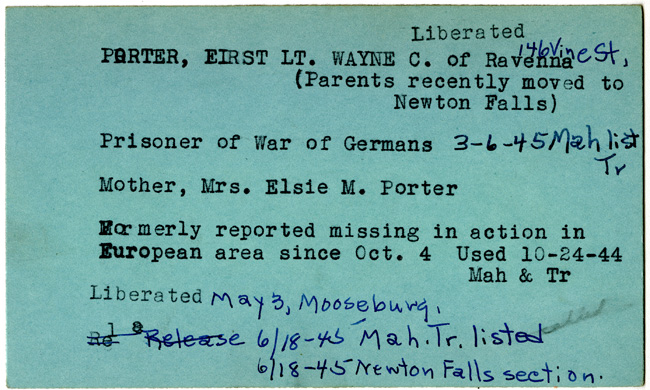 Liberated
PORTER, FIRST LT. WAYNE C. of Ravenna 146 Vine St,
(Parents recently moved to
Newton Falls)
Prisoner of War of Germans 3-6-45 Mah list
Tr
Mother, Mrs. Elsie M. Porter
Formerly reported missing in action in
European area since Oct. 4 Used 10-24-44
Mah & Tr
Liberated May 3, Mooseburg.
Release 6/18-45 Mah. Tr. listed
6/18-45 Newton Falls section.